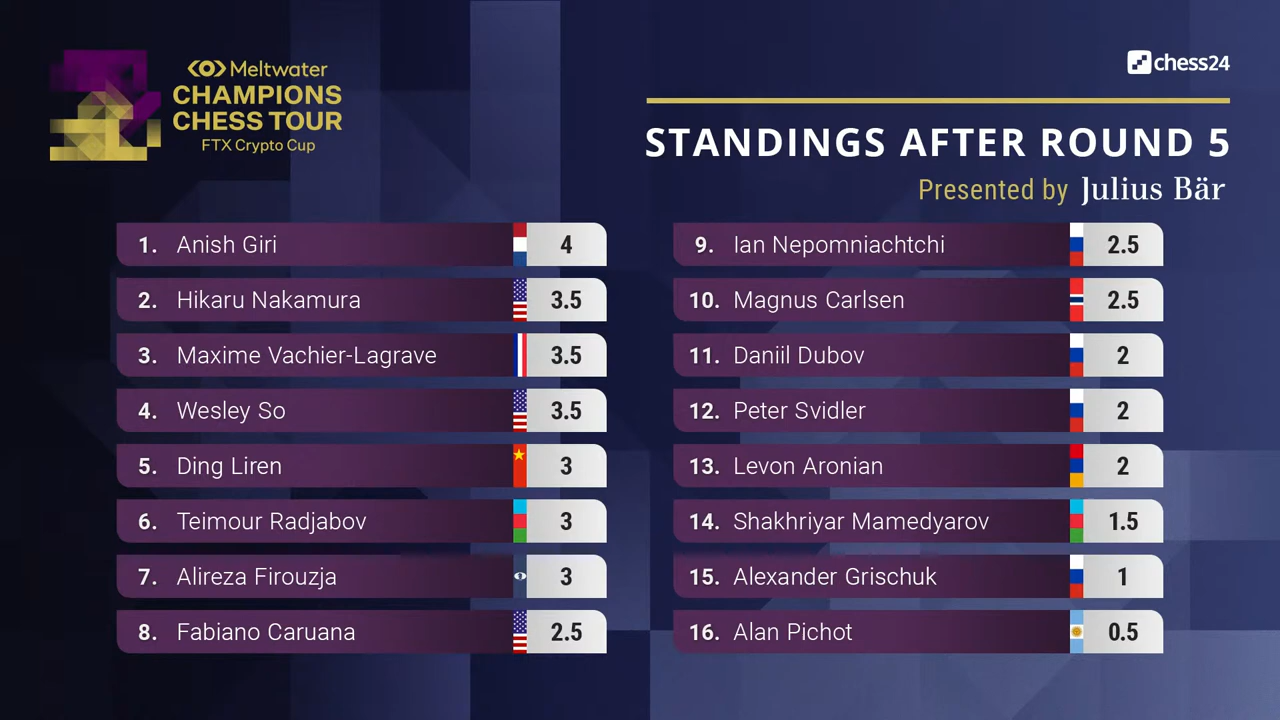 Meltwater
CHAMPIONS
CHESS TOUR
FTX Crypto Cup
chess24
STANDINGS AFTER ROUND 5
Presented by Julius Bär
1. Anish Giri 4
2. Hikaru Nakamura 3.5
3. Maxime Vachier-Lagrave 3.5
4. Wesley So 3.5
5. Ding Liren 3
6. Teimour Radjabov 3
7. Alireza Firouzja 3
8. Fabiano Caruana 2.5
9. Ian Nepomniachtchi 2.5
10. Magnus Carlsen 2.5
11. Daniil Dubov 2
12. Peter Svidler 2
13. Levon Aronian 2
14. Shakhriyar Mamedyarov 1.5
15. Alexander Grischuk 1
16. Alan Pichot 0.5